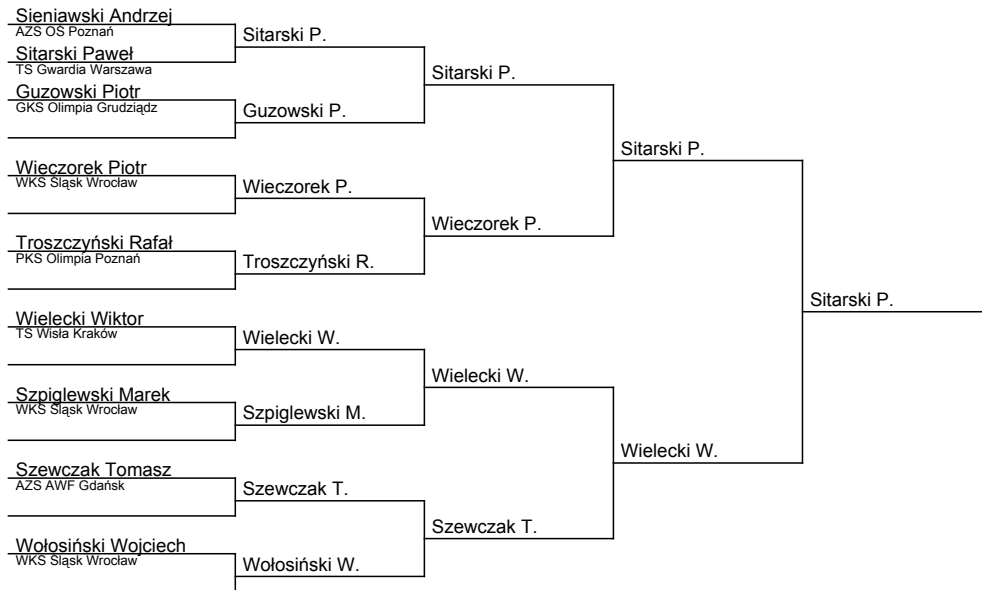 Sieniawski Andrzej
AZS OŚ Poznań
Sitarski P.
Sitarski Paweł
TS Gwardia Warszawa
Sitarski P.
Guzowski Piotr
GKS Olimpia Grudziądz
Guzowski P.
Sitarski P.
Wieczorek Piotr
WKS Śląsk Wrocław
Wieczorek P.
Wieczorek P.
Troszczyński Rafał
PKS Olimpia Poznań
Troszczyński R.
Sitarski P.
Wielecki Wiktor
TS Wisła Kraków
Wielecki W.
Wielecki W.
Szpiglewski Marek
WKS Śląsk Wrocław
Szpiglewski M.
Wielecki W.
Szewczak Tomasz
AZS AWF Gdańsk
Szewczak T.
Szewczak T.
Wołosiński Wojciech
WKS Śląsk Wrocław
Wołosiński W.